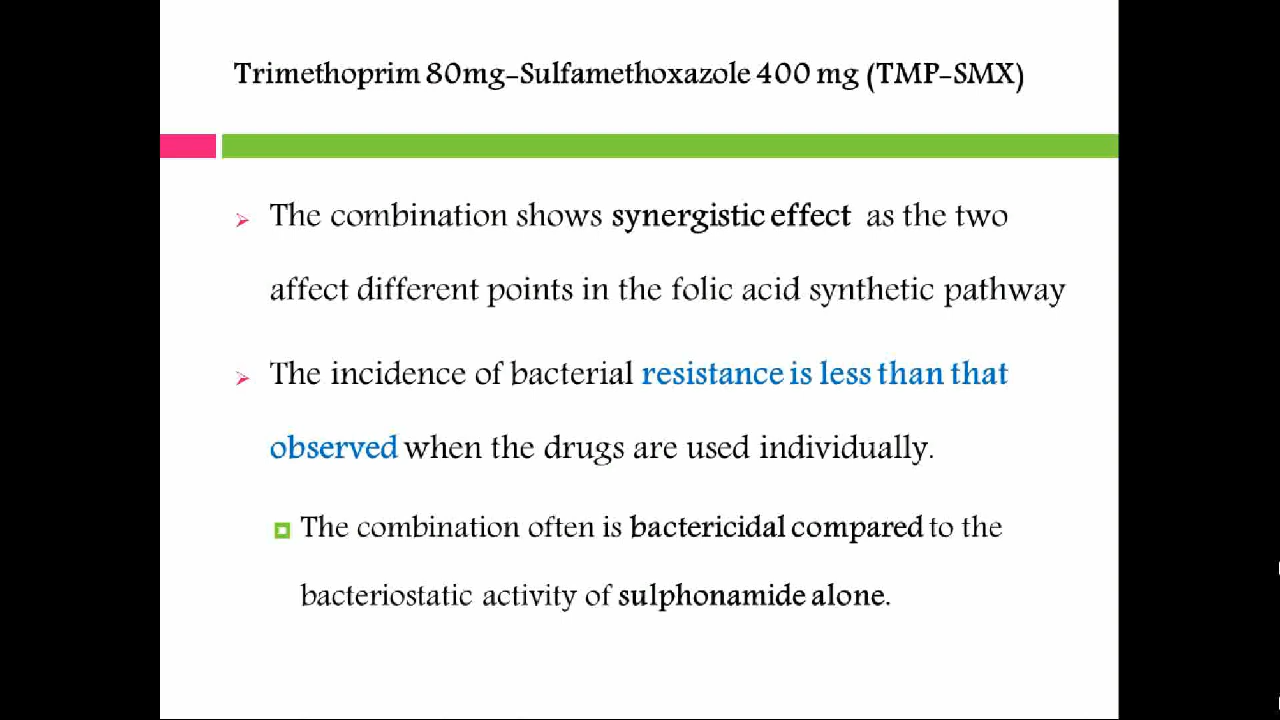 Trimethoprim 80mg-Sulfamethoxazole 400 mg (TMP-SMX)
The combination shows synergistic effect as the two
affect different points in the folic acid synthetic pathway
The incidence of bacterial resistance is less than that
observed when the drugs are used individually.
The combination often is bactericidal compared to the
bacteriostatic activity of sulphonamide alone.